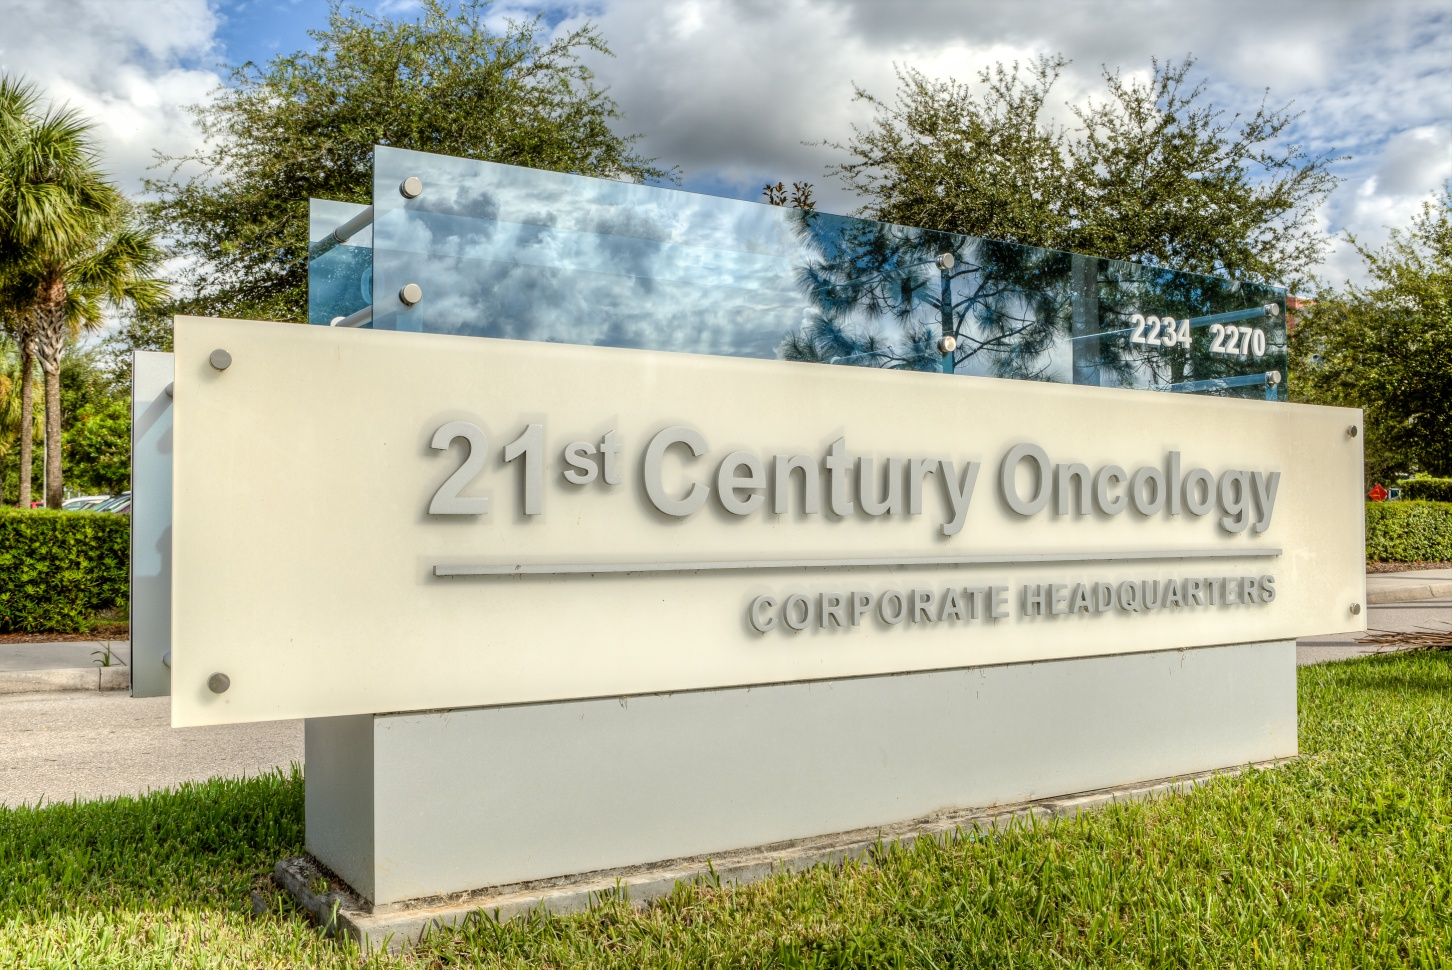 2234 2270
21st Century Oncology
CORPORATE HEADQUARTERS